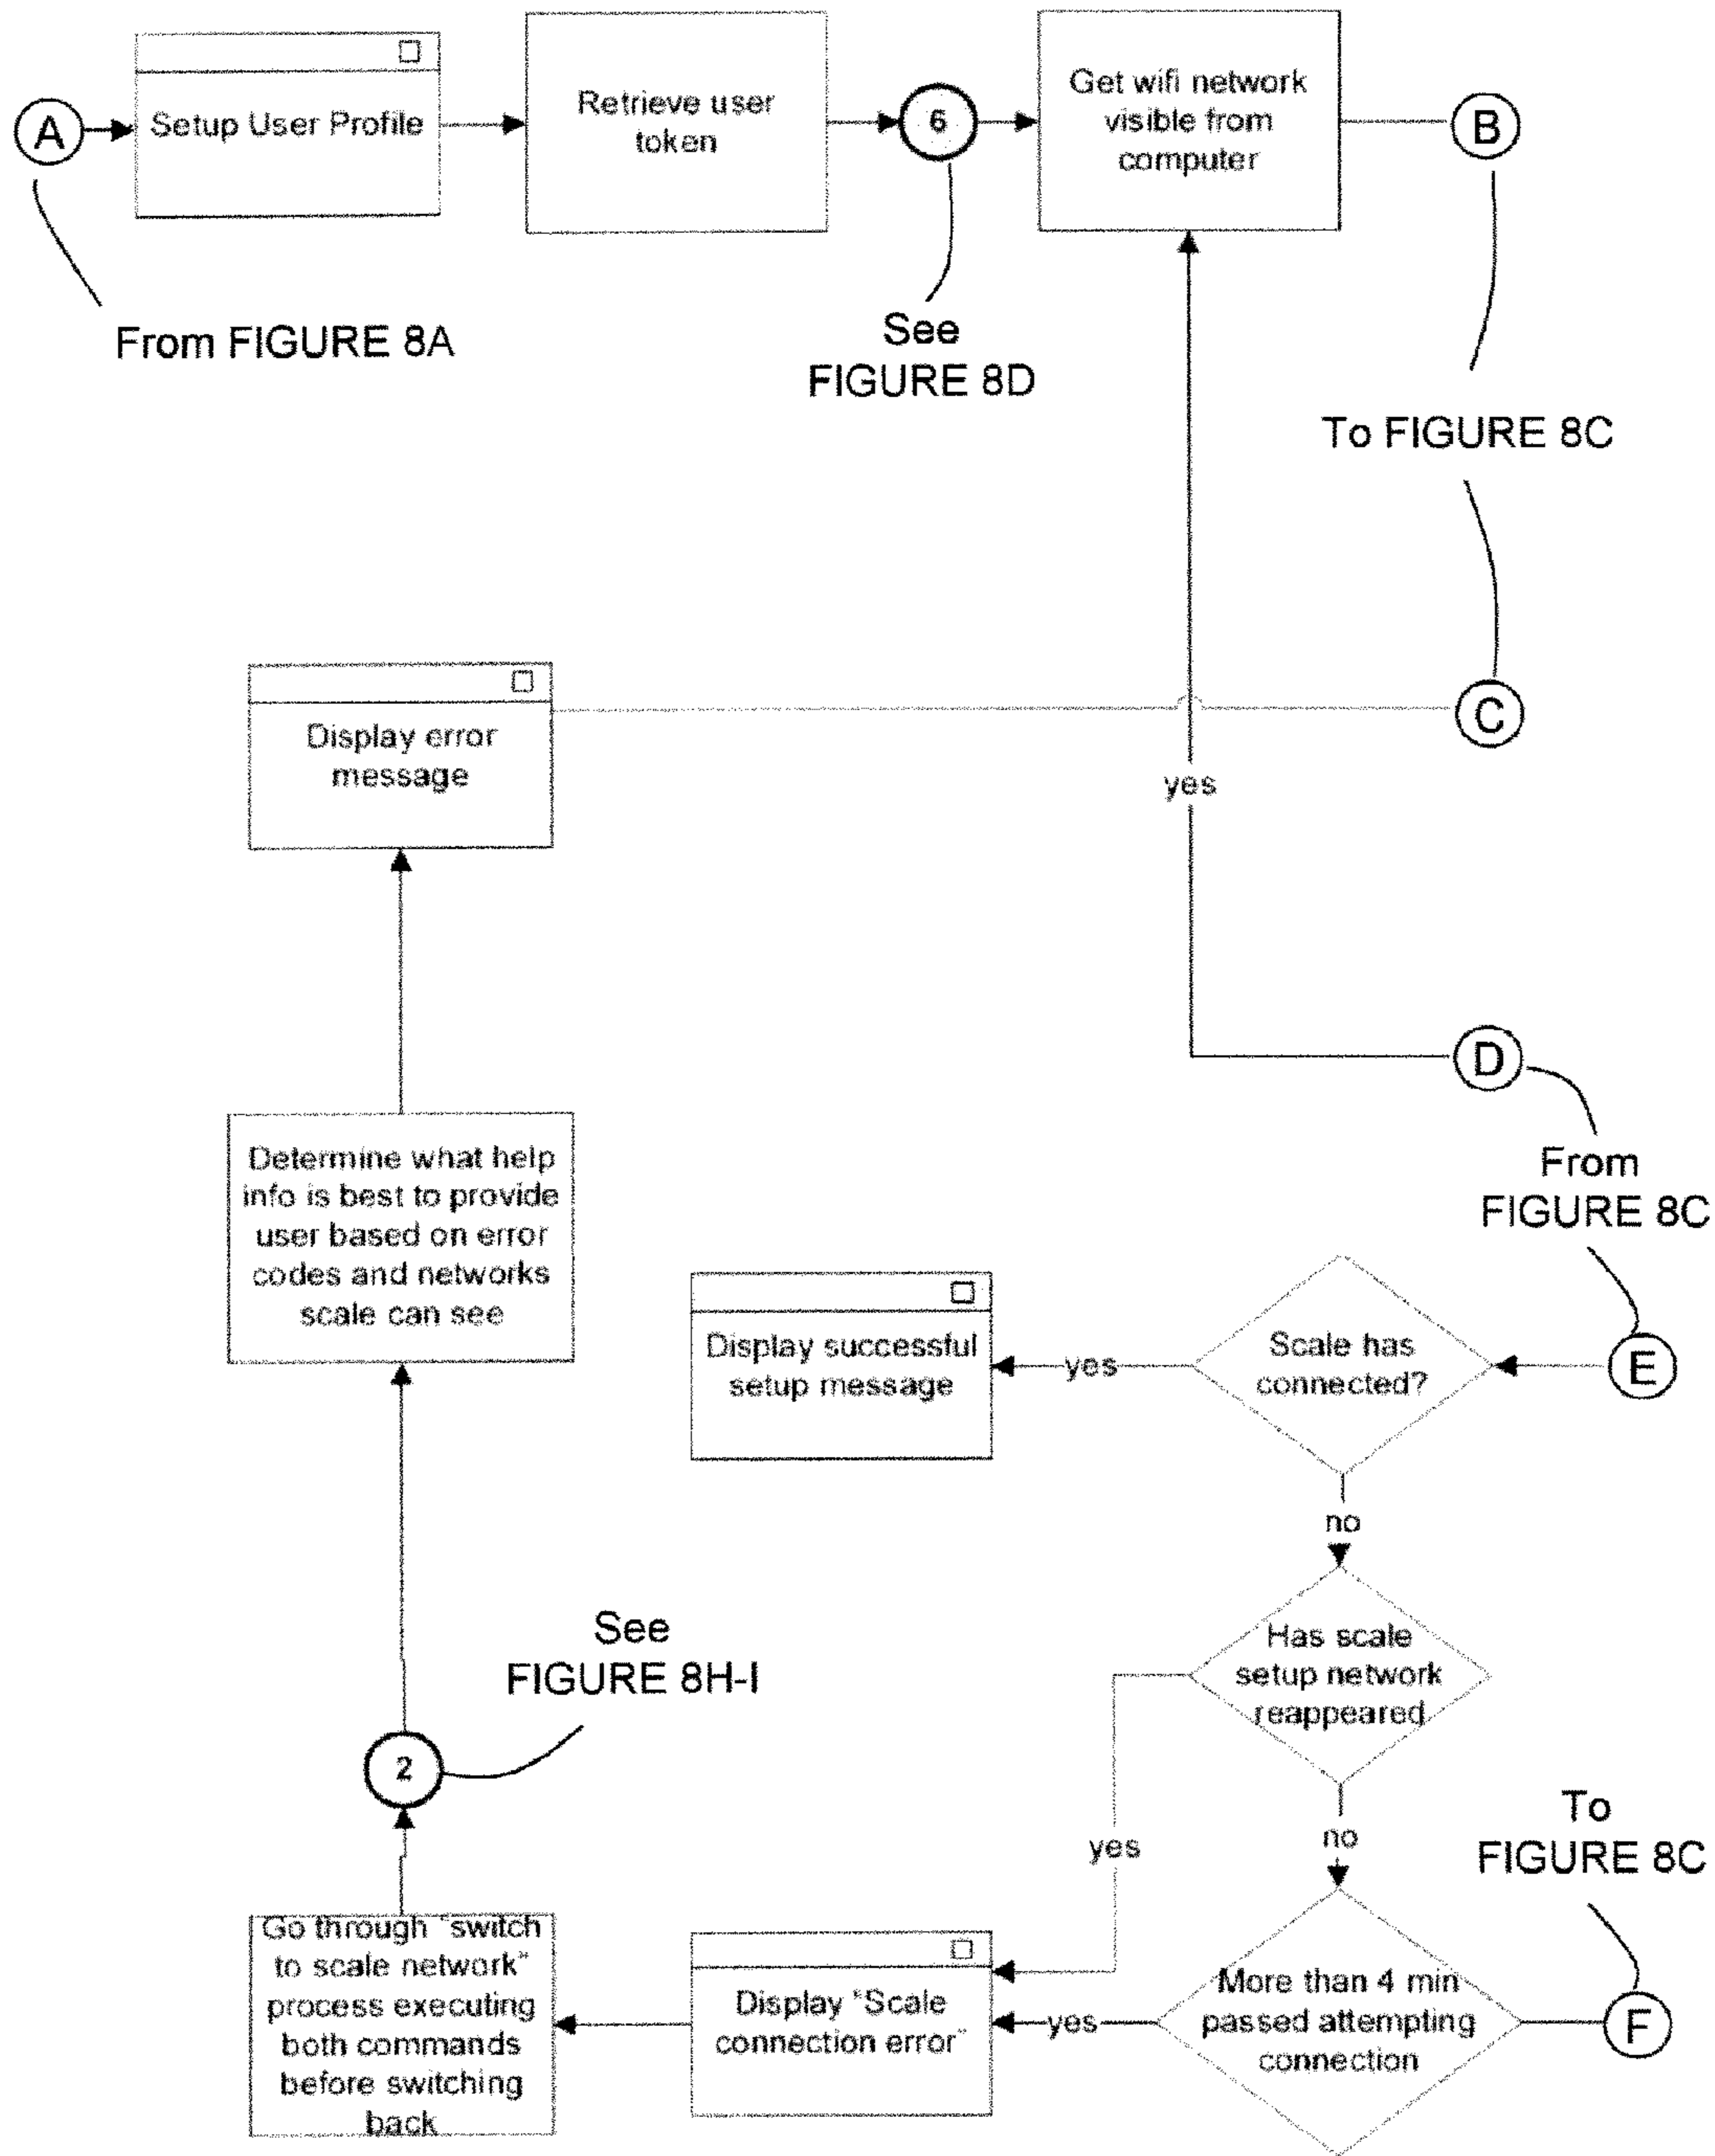 A
Setup User Profile
Retrieve user
token
6
Get wifi network
visible from
computer
B
From FIGURE 8A
See
FIGURE 8D
To FIGURE 8C
Display error
message
C
yes
D
From
FIGURE 8C
Determine what help
info is best to provide
user based on error
codes and networks
scale can see
Display successful
setup message
yes
Scale has
connected?
E
no
Has scale
setup network
reappeared
See
FIGURE 8H-I
2
yes
no
To
FIGURE 8C
Go through "switch
to scale network"
process executing
both commands
before switching
back
Display "Scale
connection error"
yes
More than 4 min
passed attempting
connection
F